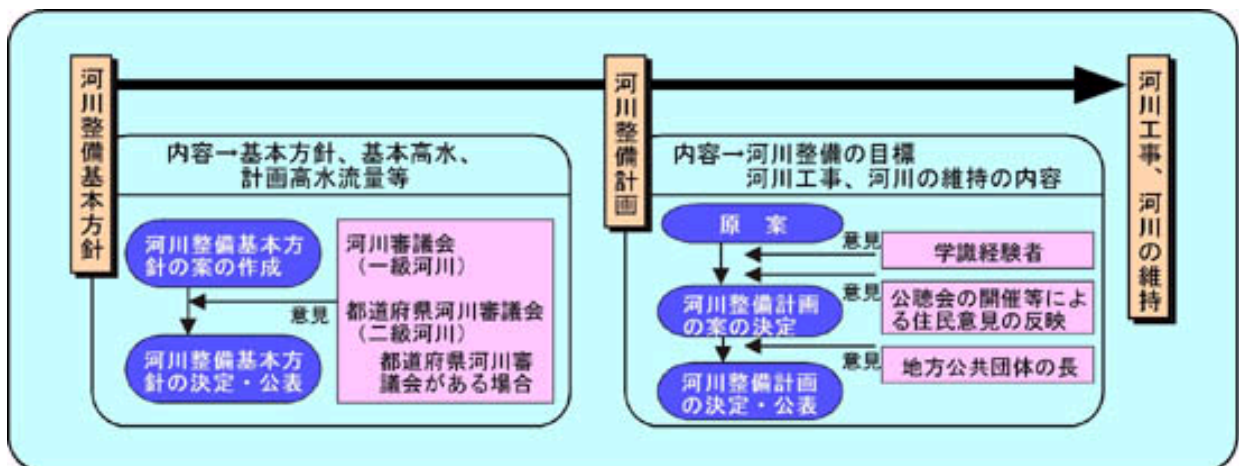 河川整備基本方針
内容→基本方針、基本高水、
計画高水流量等
河川整備基本方
針の案の作成
意見
河川審議会
(一級河川)
都道府県河川審議会
(二級河川)
都道府県河川審
議会がある場合
河川整備基本方
針の決定・公表
河川整備計画
内容→河川整備の目標
河川工事、河川の維持の内容
原 案
意見
学識経験者
意見
公聴会の開催等によ
る住民意見の反映
河川整備計画
の案の決定
意見
地方公共団体の長
河川整備計画
の決定・公表
河川工事、河川の維持